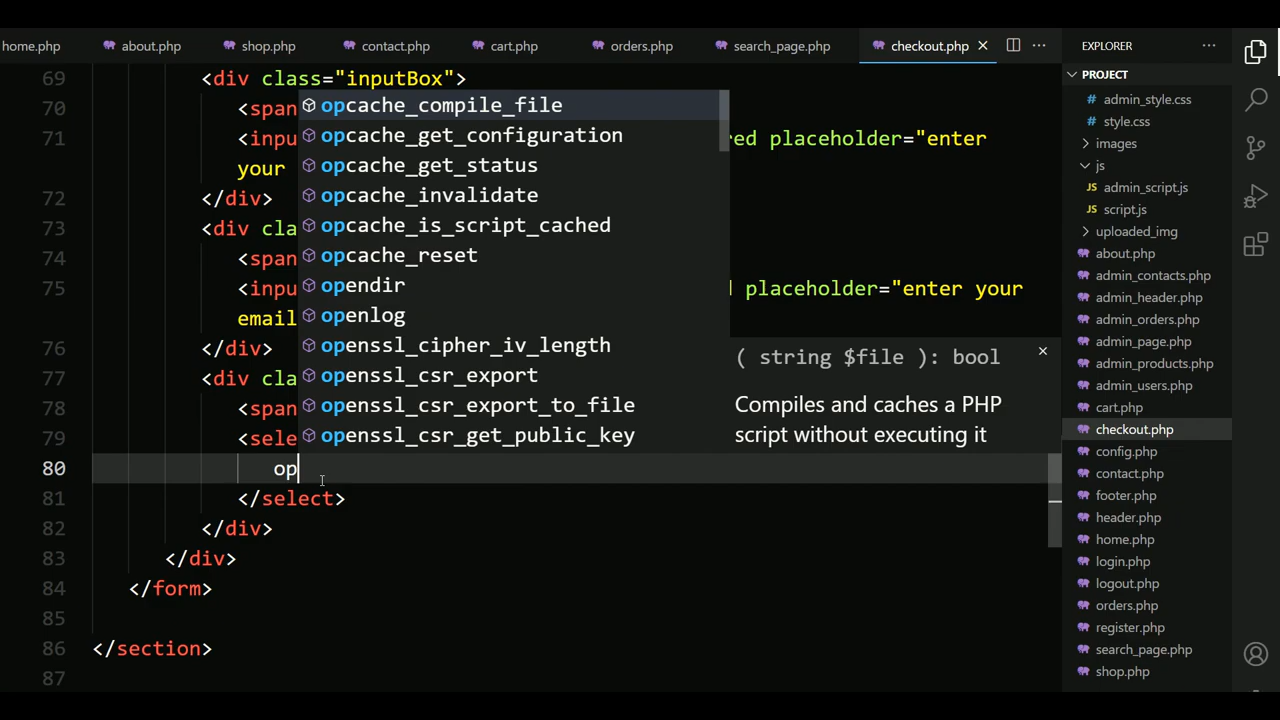 home.php
about.php
shop.php
contact.php
cart.php
orders.php
search_page.php
checkout.php
EXPLORER
PROJECT
admin_style.css
style.css
images
js
admin_script.js
script.js
uploaded_img
about.php
admin_contacts.php
admin_header.php
admin_orders.php
admin_page.php
admin_products.php
admin_users.php
cart.php
checkout.php
config.php
contact.php
footer.php
header.php
home.php
login.php
logout.php
orders.php
register.php
search_page.php
shop.php
69 <div class="inputBox">
70 <span
71 <inpu red placeholder="enter
your
72 </div>
73 <div cla
74 <span
75 <inpu d placeholder="enter your
email
76 </div>
77 <div cla
78 <span
79 <sele
80 op
81 </select>
82 </div>
83 </div>
84 </form>
85
86 </section>
87
opcache_compile_file
opcache_get_configuration
opcache_get_status
opcache_invalidate
opcache_is_script_cached
opcache_reset
opendir
openlog
openssl_cipher_iv_length
openssl_csr_export
openssl_csr_export_to_file
openssl_csr_get_public_key
( string $file ): bool
Compiles and caches a PHP
script without executing it